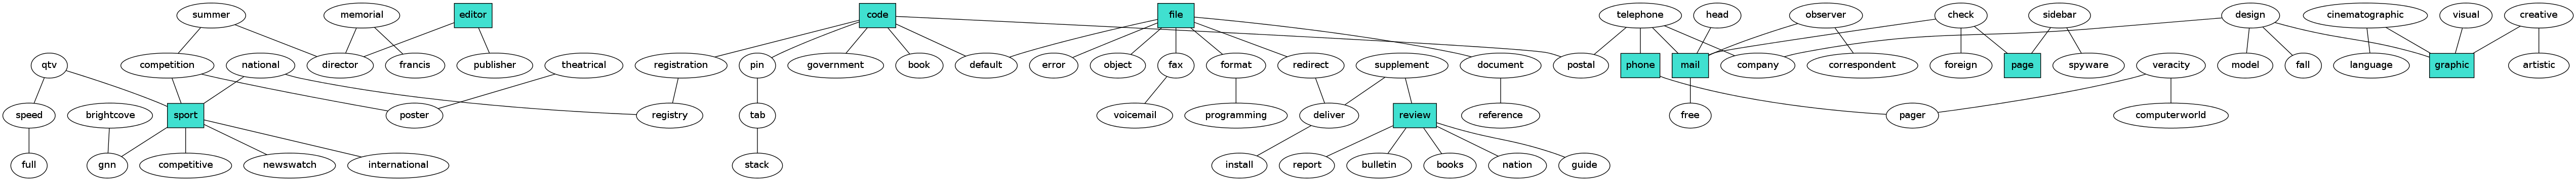 summer memorial editor code file telephone head observer check sidebar design cinematographic visual creative
qtv competition national director francis publisher theatrical registration pin government book default error object fax format redirect supplement document postal phone mail company correspondent foreign page spyware veracity model fall language graphic artistic
speed brightcove sport poster registry tab voicemail programming deliver review reference free pager computerworld
full gnn competitive newswatch international stack install report bulletin books nation guide